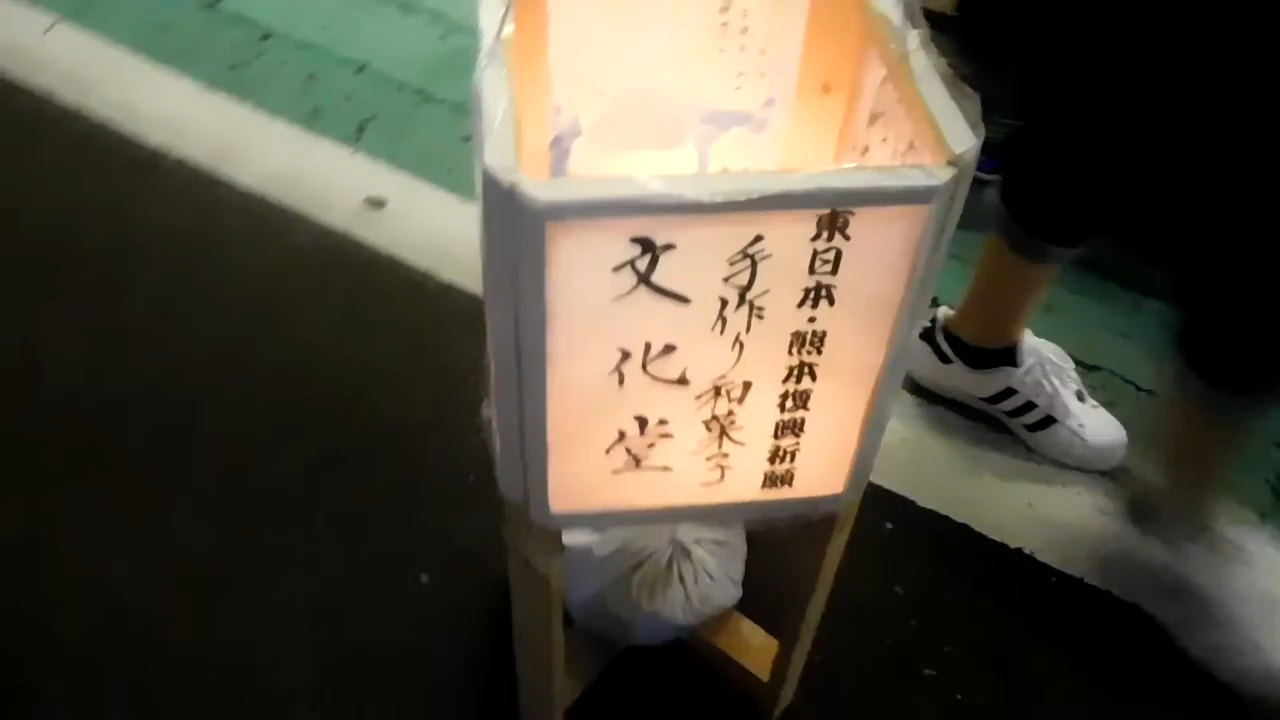 東日本・熊本復興祈願
手作り和菓子
文化堂